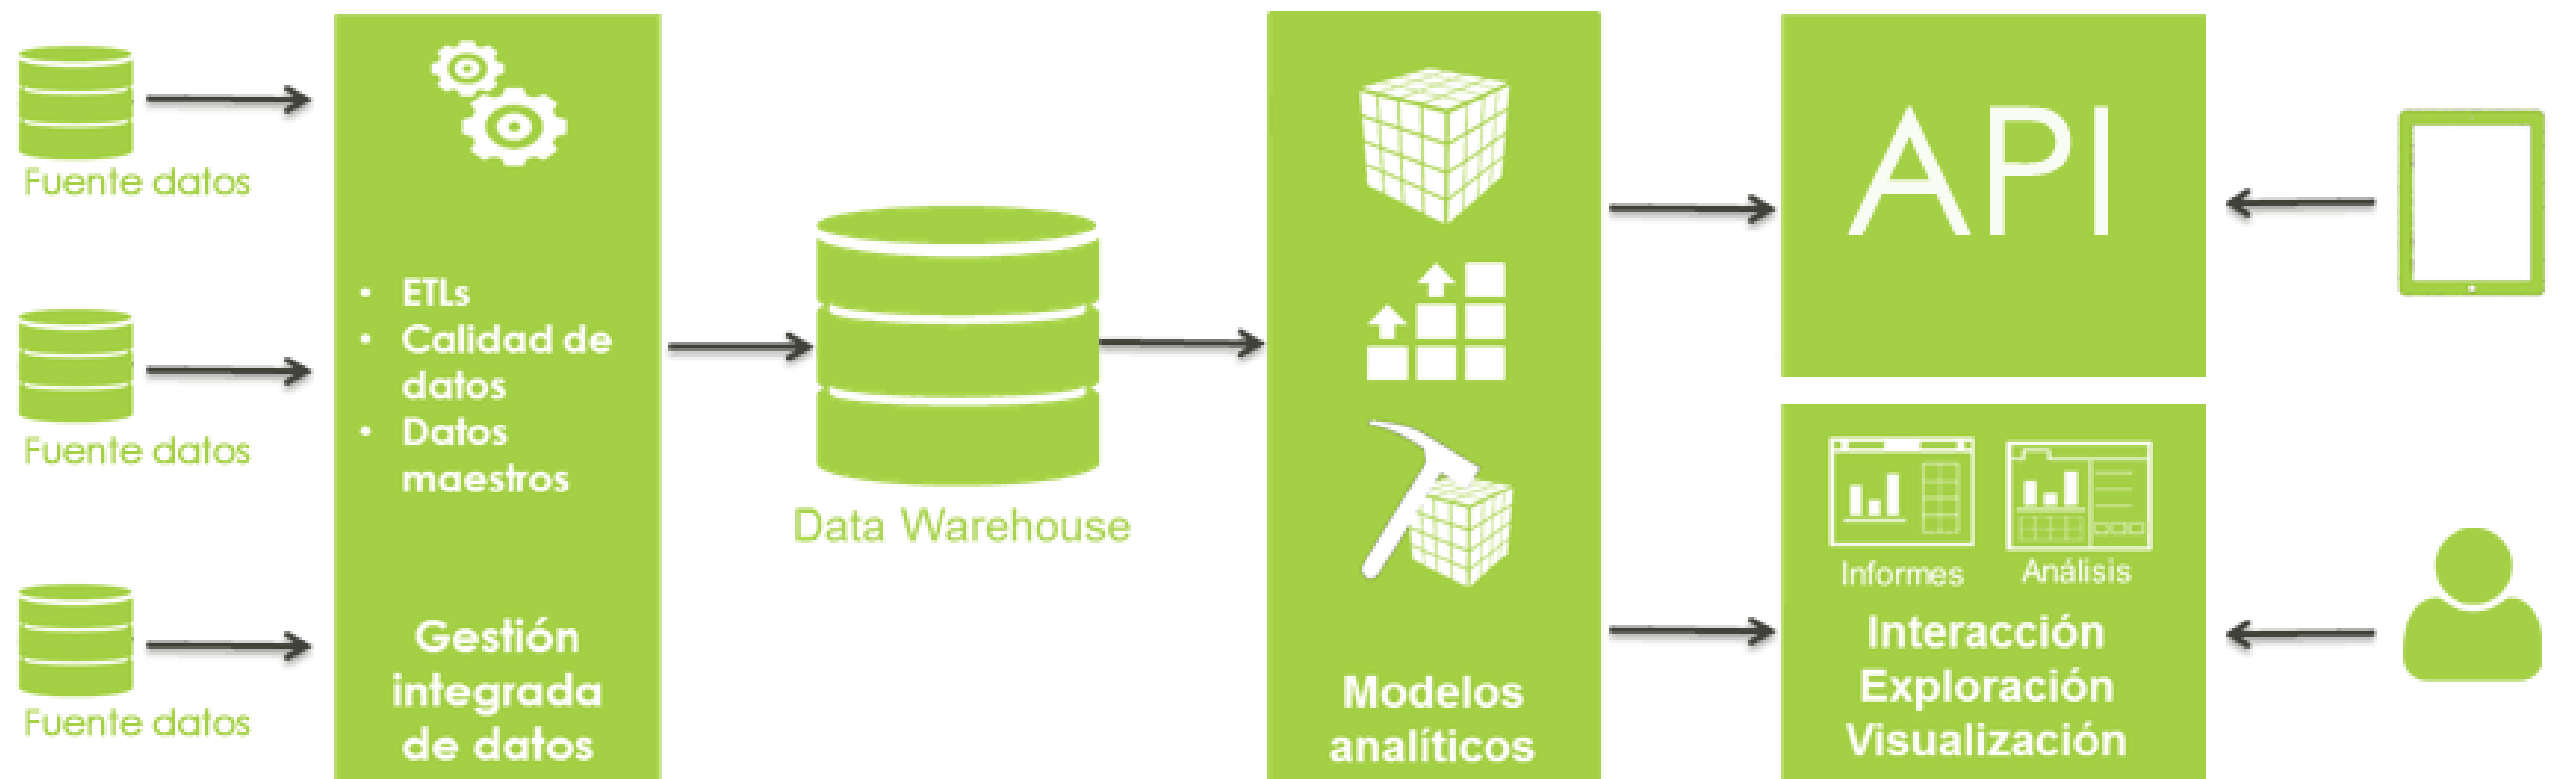 Fuente datos
Fuente datos
Fuente datos
• ETLs
• Calidad de
datos
• Datos
maestros
Gestión
integrada
de datos
Data Warehouse
Modelos
analíticos
API
Informes
Análisis
Interacción
Exploración
Visualización